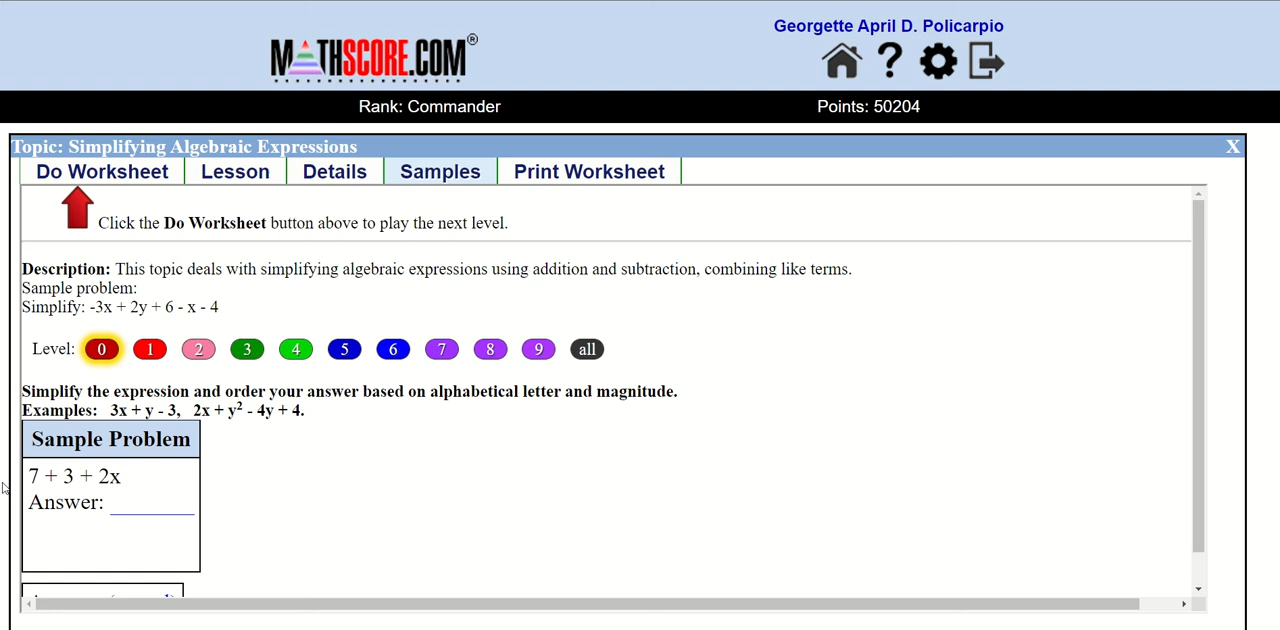 Georgette April D. Policarpio
MATHSCORE.COM®
Rank: Commander
Points: 50204
Topic: Simplifying Algebraic Expressions
X
Do Worksheet
Lesson
Details
Samples
Print Worksheet
Click the Do Worksheet button above to play the next level.
Description: This topic deals with simplifying algebraic expressions using addition and subtraction, combining like terms.
Sample problem:
Simplify: -3x + 2y + 6 - x - 4
Level: 0 1 2 3 4 5 6 7 8 9 all
Simplify the expression and order your answer based on alphabetical letter and magnitude.
Examples: 3x + y - 3, 2x + y² - 4y + 4.
Sample Problem
7 + 3 + 2x
Answer: